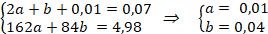 {2a + b + 0,01 = 0,07
{162a + 84b = 4,98 ⇒ {a = 0,01
{b = 0,04